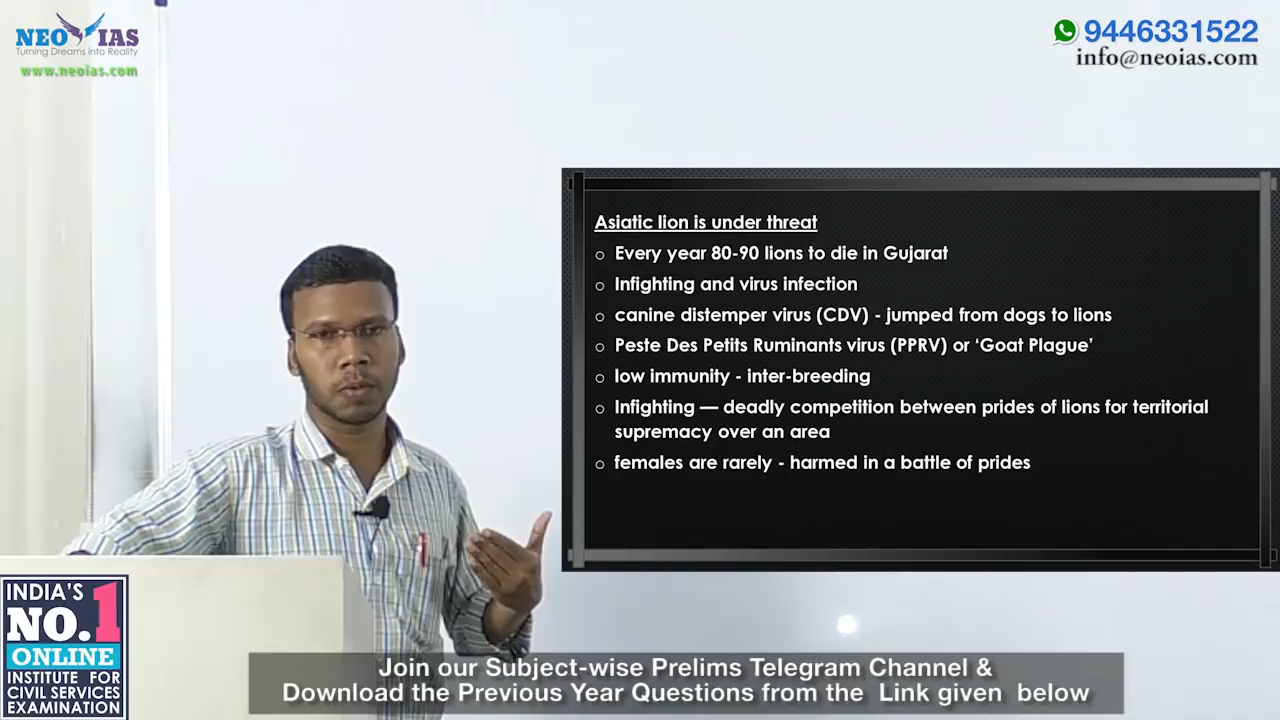 NEO IAS
Turning Dreams into Reality
www.neoias.com
9446331522
info@neoias.com
Asiatic lion is under threat
Every year 80-90 lions to die in Gujarat
Infighting and virus infection
canine distemper virus (CDV) - jumped from dogs to lions
Peste Des Petits Ruminants virus (PPRV) or ‘Goat Plague’
low immunity - inter-breeding
Infighting — deadly competition between prides of lions for territorial
supremacy over an area
females are rarely - harmed in a battle of prides
INDIA'S
NO.1
ONLINE
INSTITUTE FOR
CIVIL SERVICES
EXAMINATION
Join our Subject-wise Prelims Telegram Channel &
Download the Previous Year Questions from the Link given below